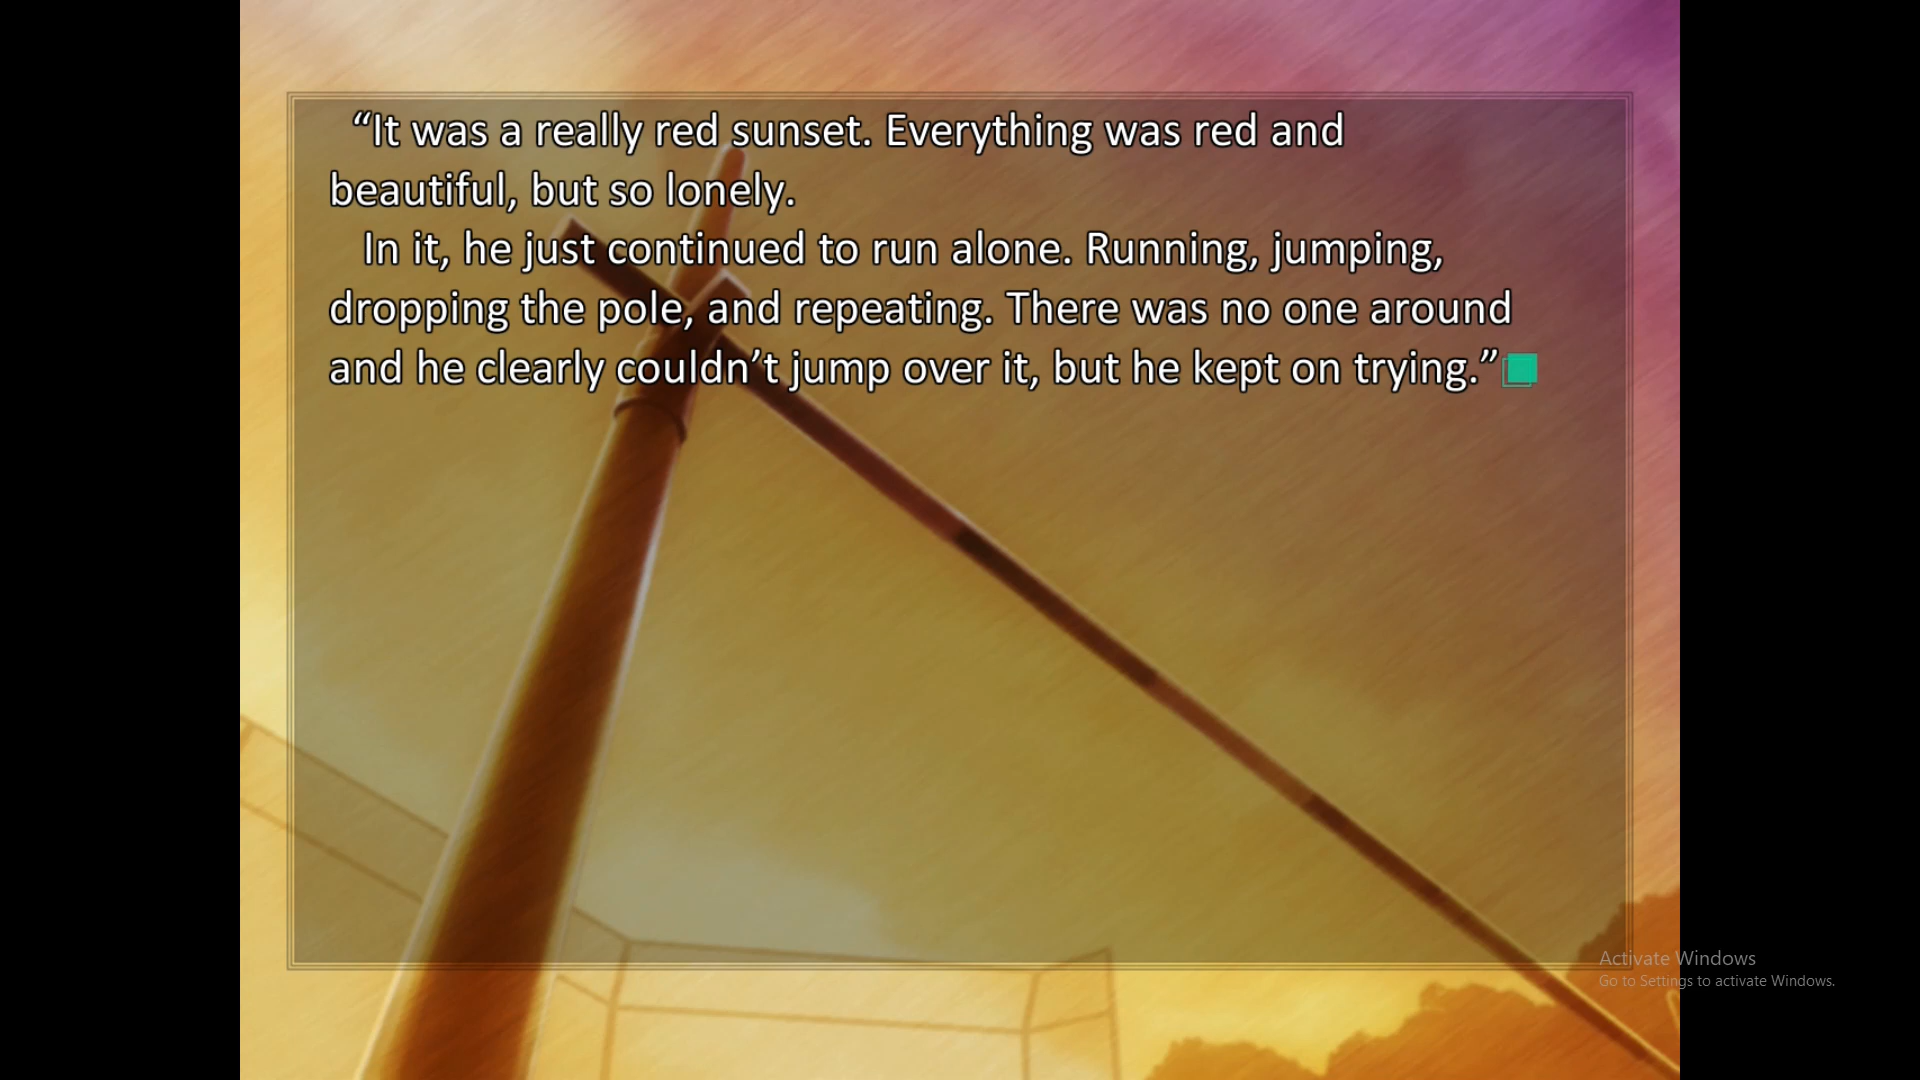 “It was a really red sunset. Everything was red and
beautiful, but so lonely.
In it, he just continued to run alone. Running, jumping,
dropping the pole, and repeating. There was no one around
and he clearly couldn’t jump over it, but he kept on trying.”
Activate Windows
Go to Settings to activate Windows.